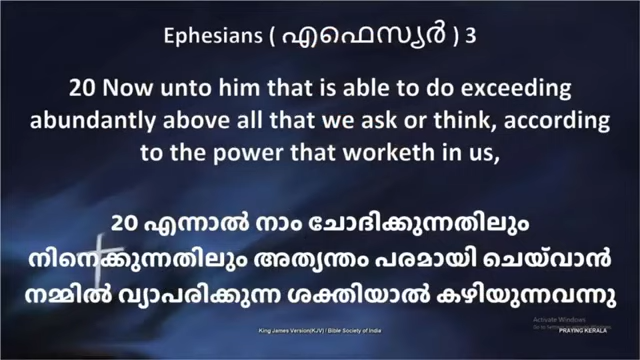 Ephesians ( എഫെസ്യർ ) 3
20 Now unto him that is able to do exceeding
abundantly above all that we ask or think, according
to the power that worketh in us,
20 എന്നാൽ നാം ചോദിക്കുന്നതിലും
നിനെക്കുന്നതിലും അത്യന്തം പരമായി ചെയ്‌വാൻ
നമ്മിൽ വ്യാപരിക്കുന്ന ശക്തിയാൽ കഴിയുന്നവന്നു
King James Version(KJV) / Bible Society of India
Activate Windows
PRAYING KERALA